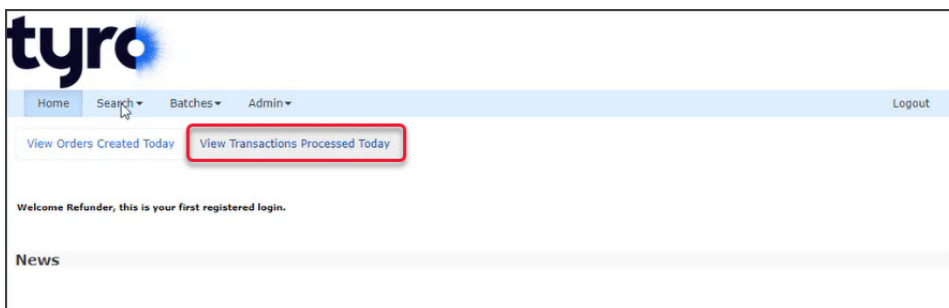 tyro
Home Search Batches Admin Logout
View Orders Created Today View Transactions Processed Today
Welcome Refunder, this is your first registered login.
News